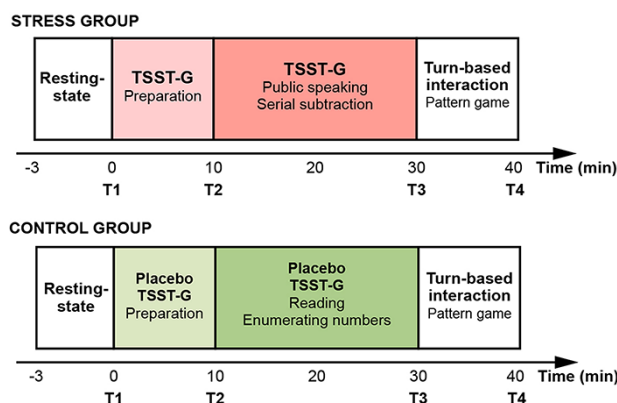 STRESS GROUP
Resting-
state
TSST-G
Preparation
TSST-G
Public speaking
Serial subtraction
Turn-based
interaction
Pattern game
-3 0 10 20 30 40 Time (min)
T1 T2 T3 T4
CONTROL GROUP
Resting-
state
Placebo
TSST-G
Preparation
Placebo
TSST-G
Reading
Enumerating numbers
Turn-based
interaction
Pattern game
-3 0 10 20 30 40 Time (min)
T1 T2 T3 T4